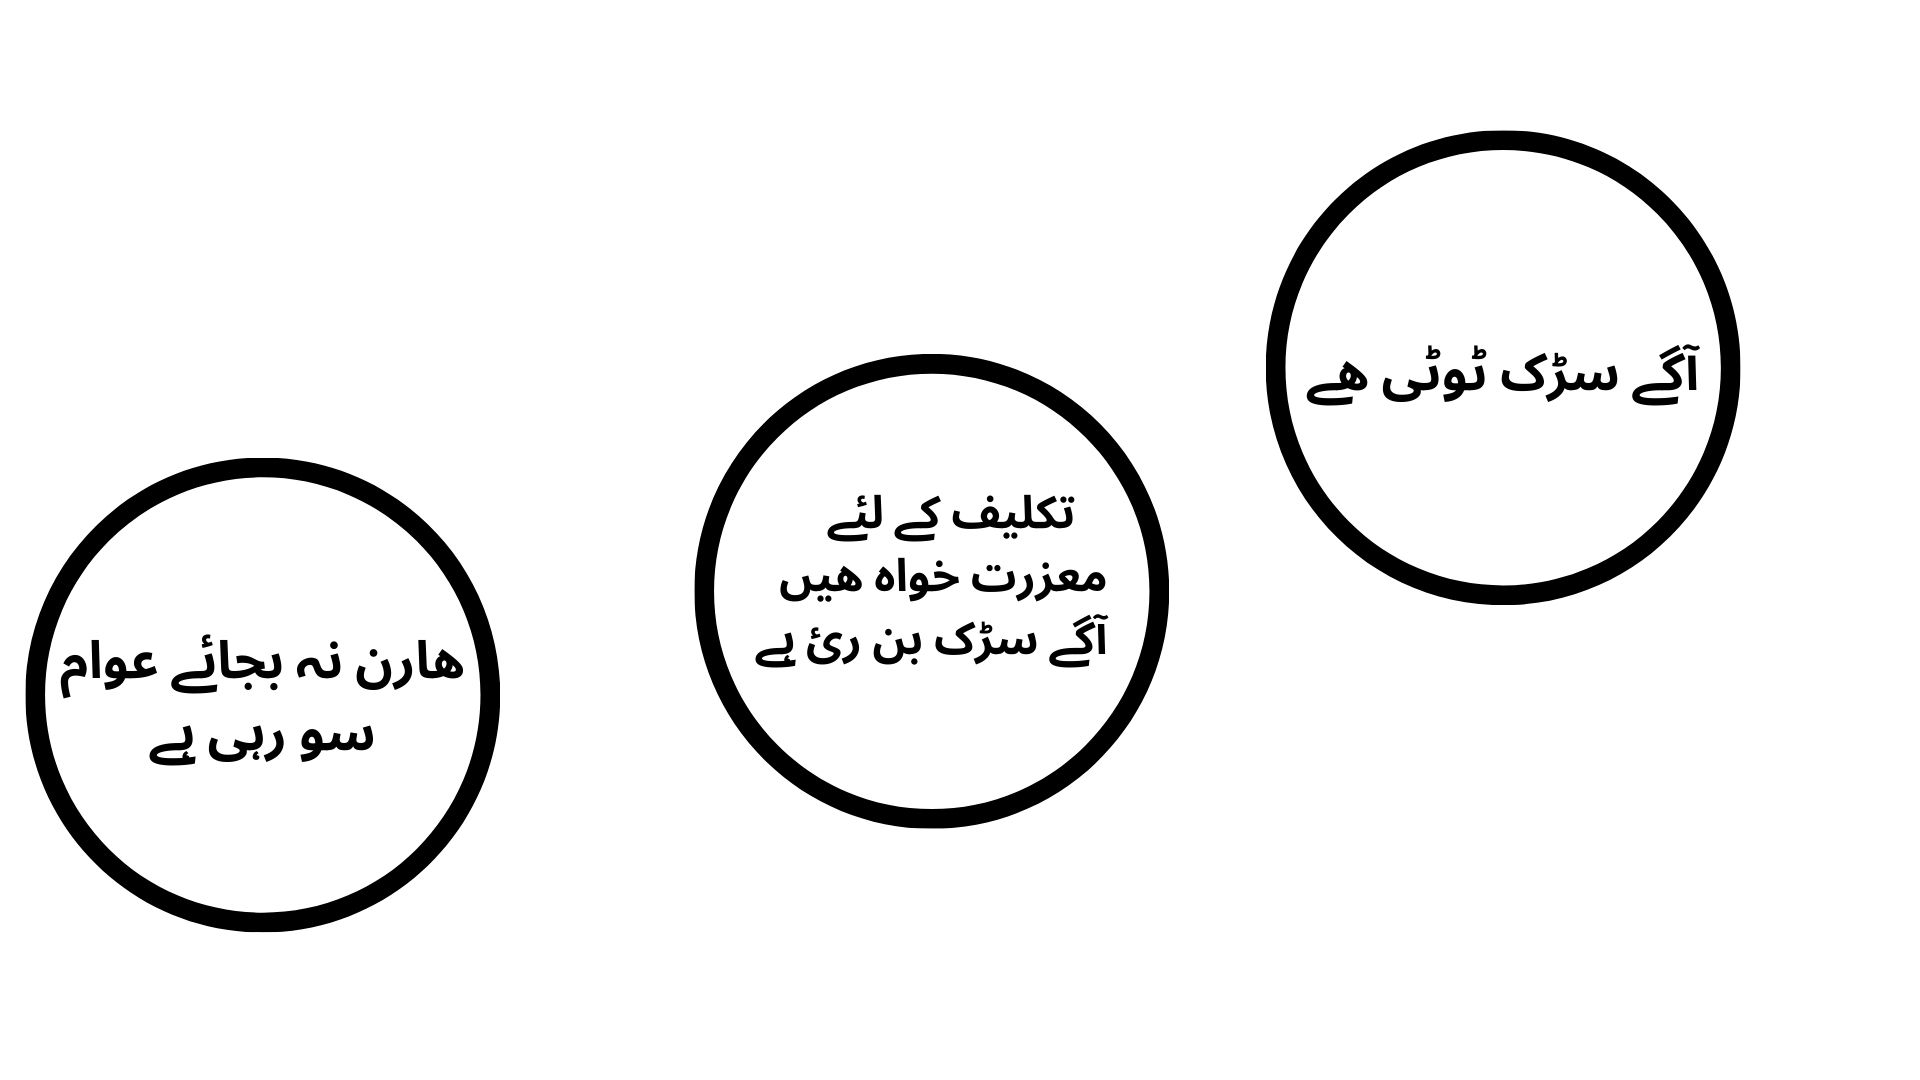 آگے سڑک ٹوٹی ھے
تکلیف کے لئے
معزرت خواہ ھیں
آگے سڑک بن رئ ہے
ھارن نہ بجائے عوام
سو رہی ہے